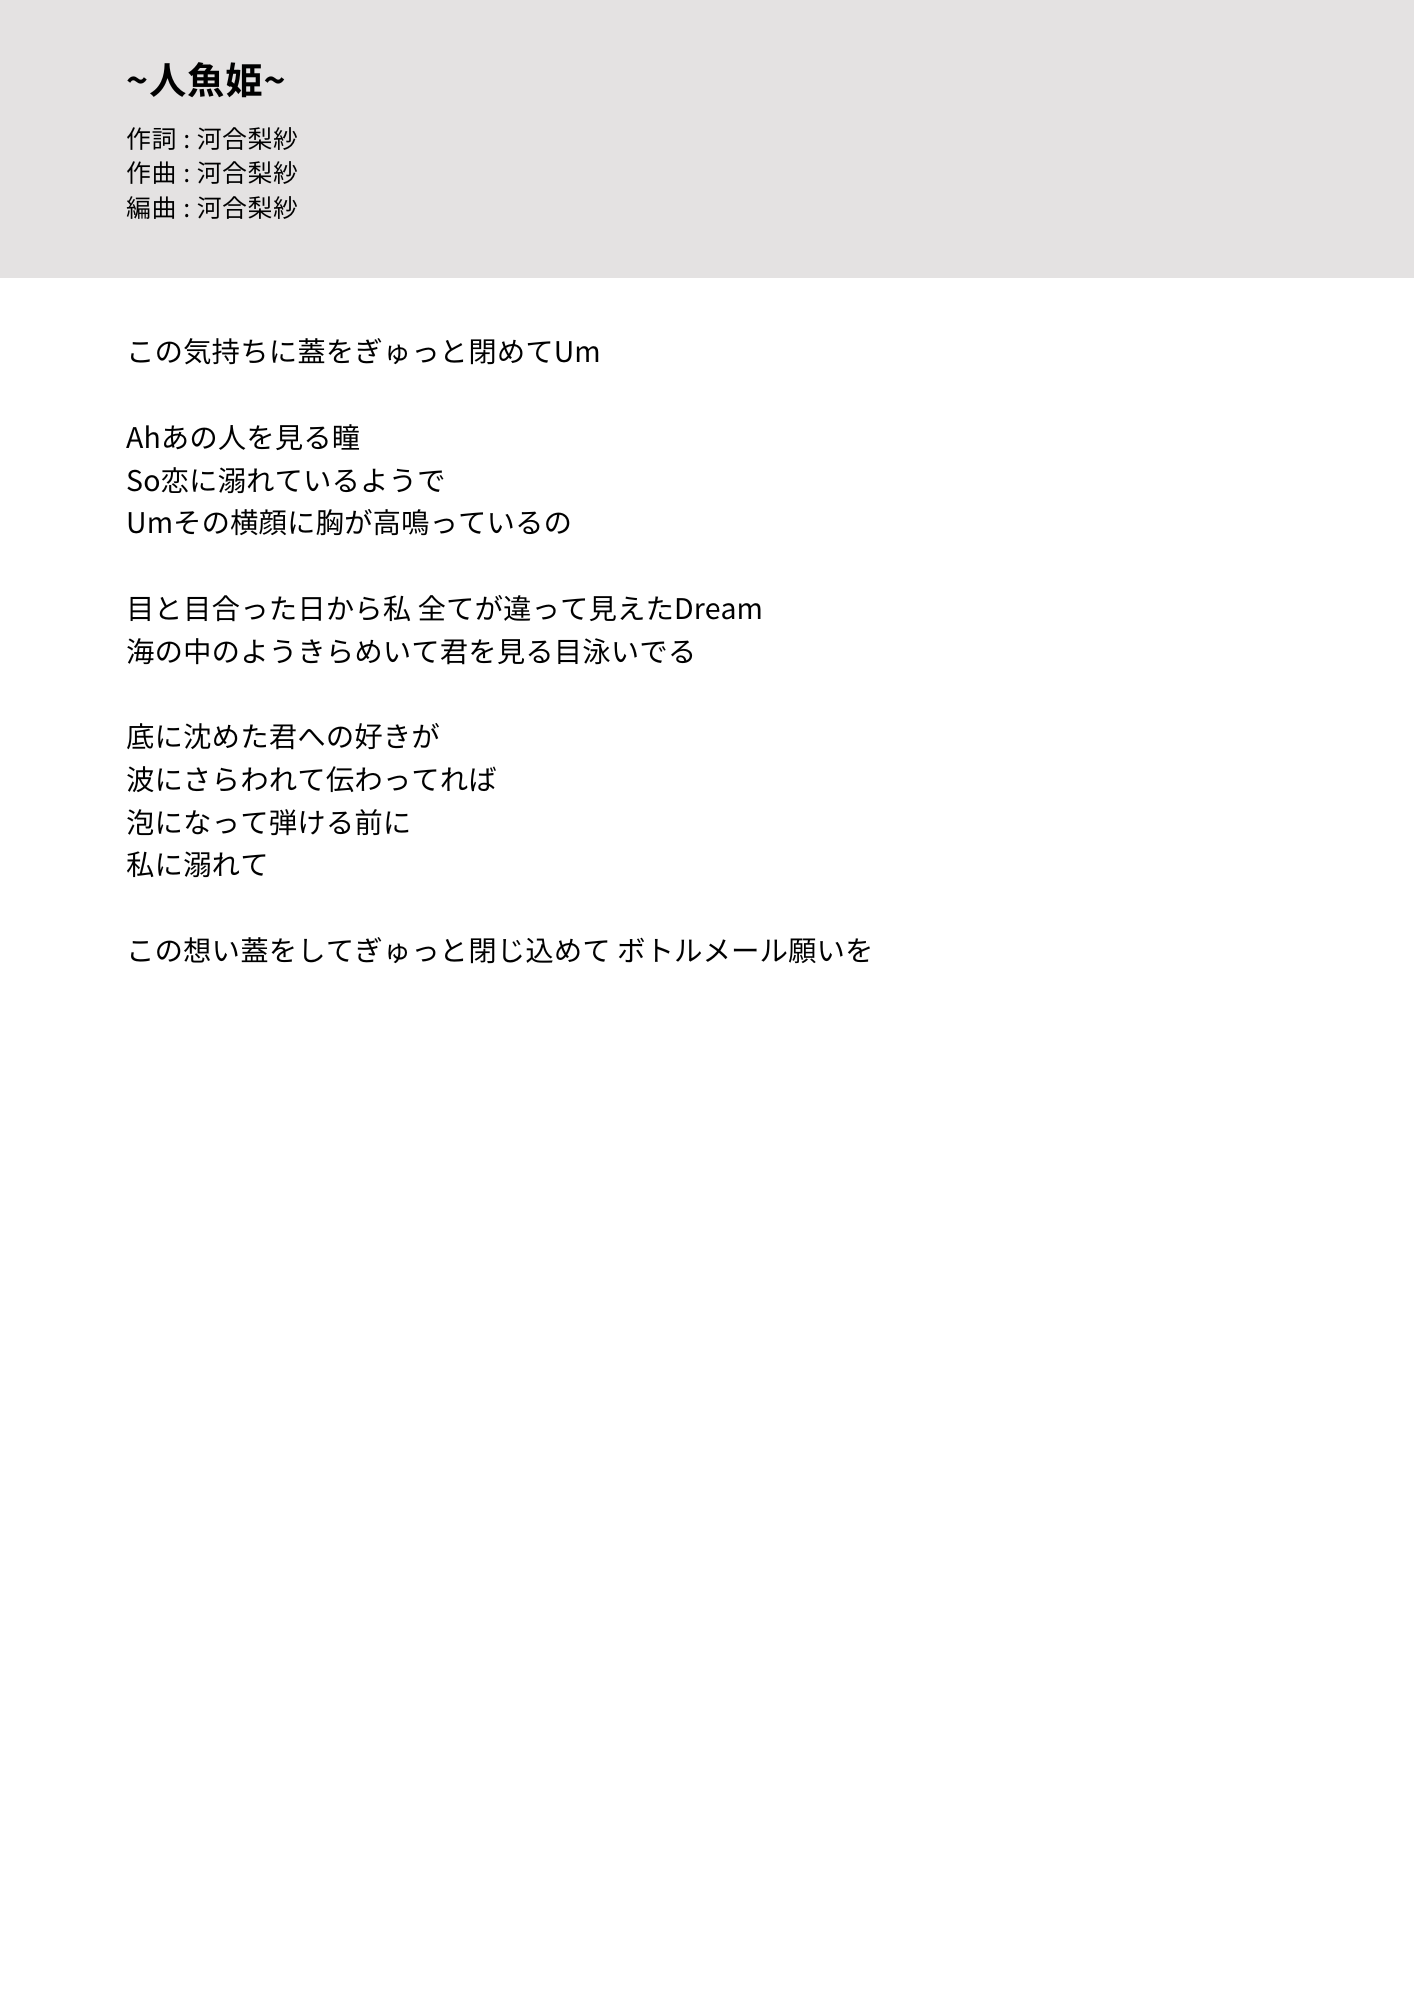 ~人魚姫~
作詞 : 河合梨紗
作曲 : 河合梨紗
編曲 : 河合梨紗
この気持ちに蓋をぎゅっと閉めてUm
Ahあの人を見る瞳
So恋に溺れているようで
Umその横顔に胸が高鳴っているの
目と目合った日から私 全てが違って見えたDream
海の中のようきらめいて君を見る目泳いでる
底に沈めた君への好きが
波にさらわれて伝わってれば
泡になって弾ける前に
私に溺れて
この想い蓋をしてぎゅっと閉じ込めて ボトルメール願いを